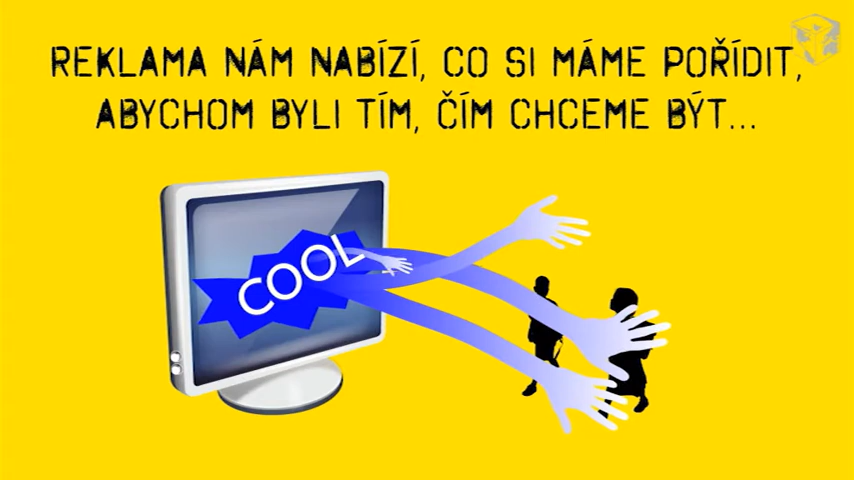 REKLAMA NÁM NABÍZÍ, CO SI MÁME POŘÍDIT,
ABYCHOM BYLI TÍM, ČÍM CHCEME BÝT...
COOL